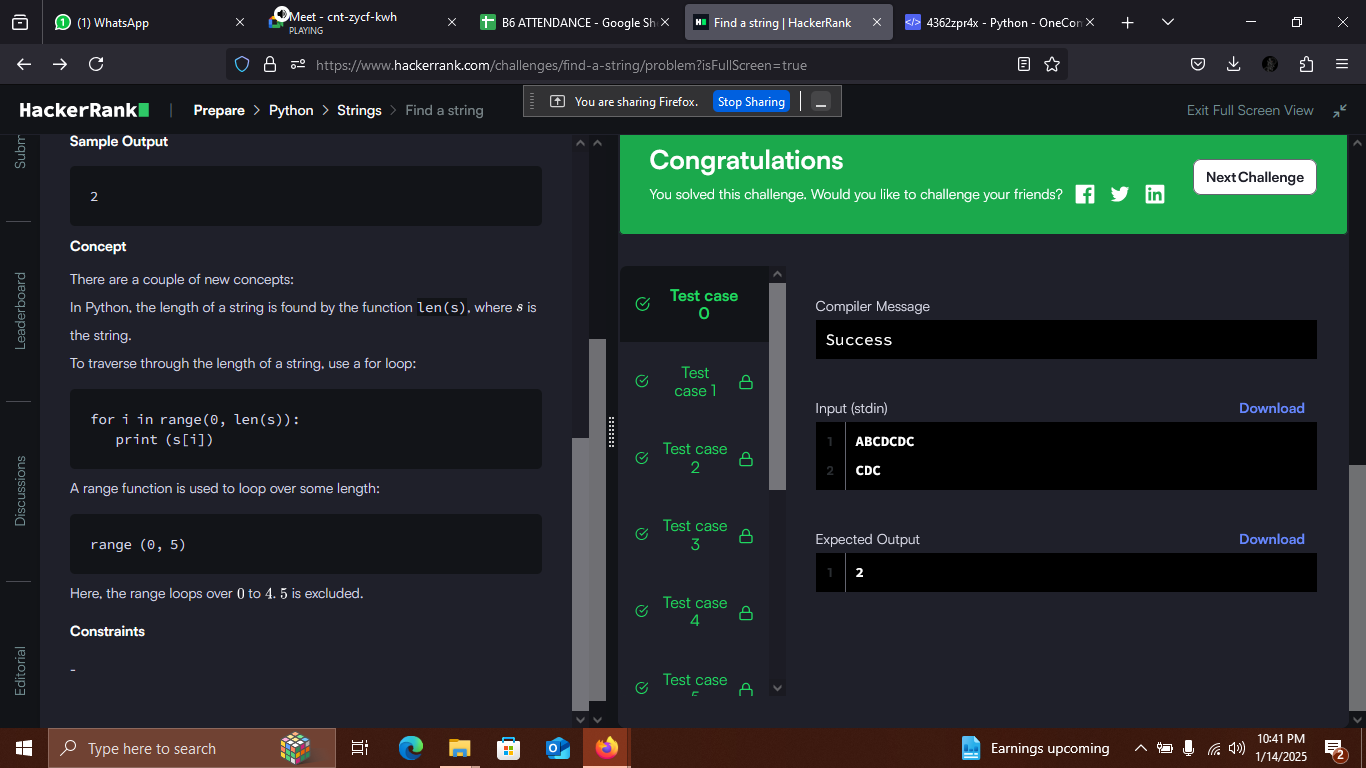 (1) WhatsApp
Meet - cnt-zycf-kwh
PLAYING
B6 ATTENDANCE - Google Sh
Find a string | HackerRank
4362zpr4x - Python - OneCon
https://www.hackerrank.com/challenges/find-a-string/problem?isFullScreen=true
You are sharing Firefox.
Stop Sharing
HackerRank
Prepare > Python > Strings > Find a string
Exit Full Screen View
Subm
Leaderboard
Discussions
Editorial
Sample Output
2
Concept
There are a couple of new concepts:
In Python, the length of a string is found by the function len(s), where s is
the string.
To traverse through the length of a string, use a for loop:
for i in range(0, len(s)):
print (s[i])
A range function is used to loop over some length:
range (0, 5)
Here, the range loops over 0 to 4. 5 is excluded.
Constraints
-
Congratulations
You solved this challenge. Would you like to challenge your friends?
Next Challenge
Test case
0
Test
case 1
Test case
2
Test case
3
Test case
4
Test case
5
Compiler Message
Success
Input (stdin)
Download
1 ABCDCDC
2 CDC
Expected Output
Download
1 2
Type here to search
Earnings upcoming
10:41 PM
1/14/2025
2